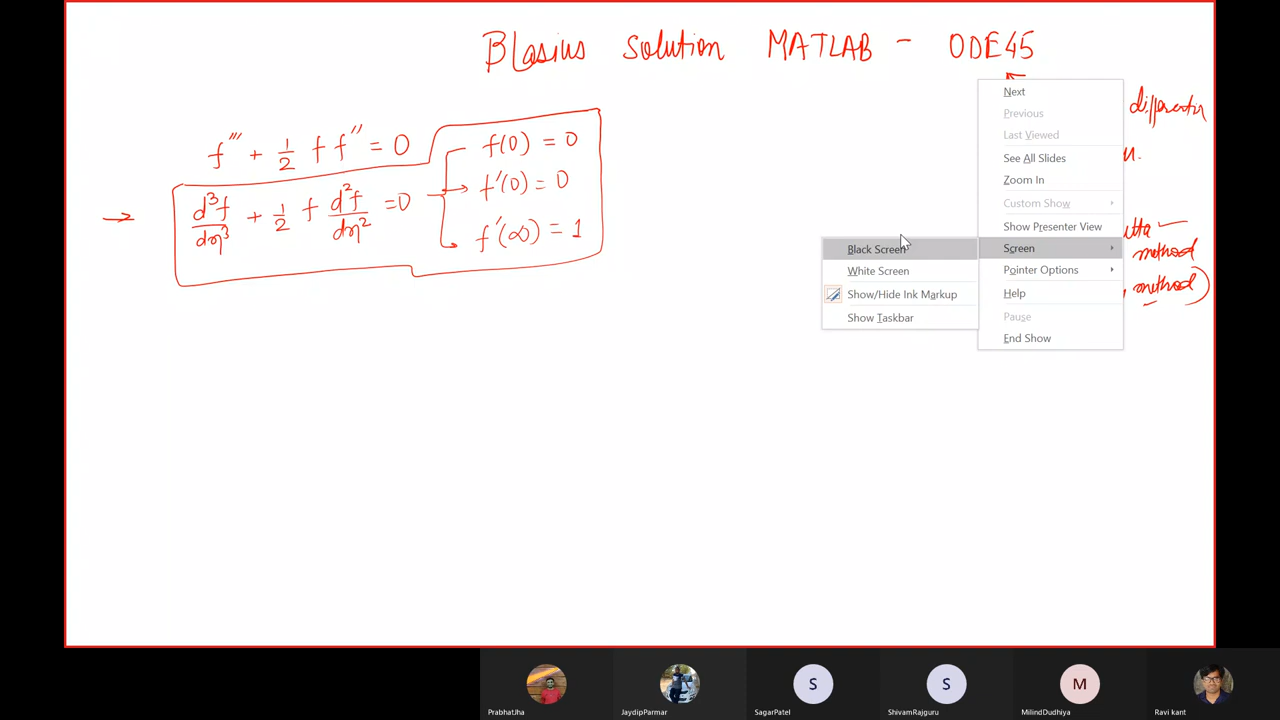 Blasius solution MATLAB - ODE45
differential
f''' + 1/2 f f'' = 0
f(0) = 0
f'(0) = 0
f'(∞) = 1
d³f/dη³ + 1/2 f d²f/dη² = 0
method
method)
Next
Previous
Last Viewed
See All Slides
Zoom In
Custom Show
Show Presenter View
Screen
Pointer Options
Help
Pause
End Show
Black Screen
White Screen
Show/Hide Ink Markup
Show Taskbar
PrabhatJha
JaydipParmar
S
SagarPatel
S
ShivamRajguru
M
MilindDudhiya
Ravi kant